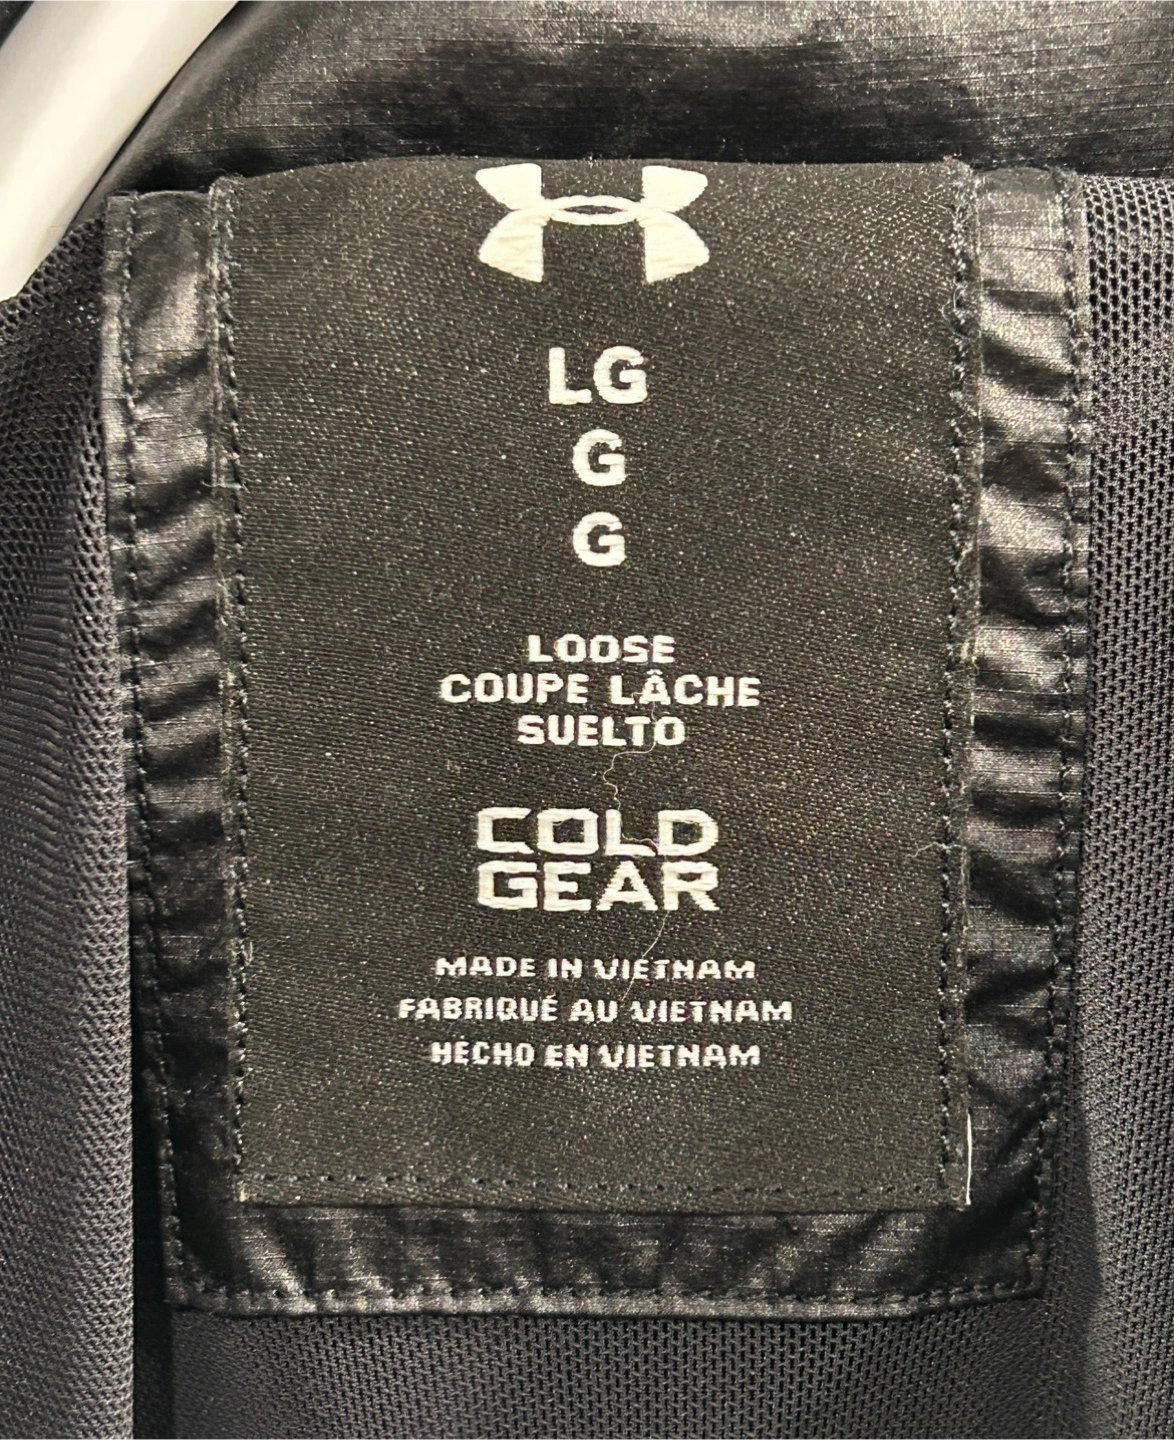 LG
G
G
LOOSE
COUPE LÂCHE
SUELTO
COLD
GEAR
MADE IN VIETNAM
FABRIQUÉ AU VIETNAM
HECHO EN VIETNAM